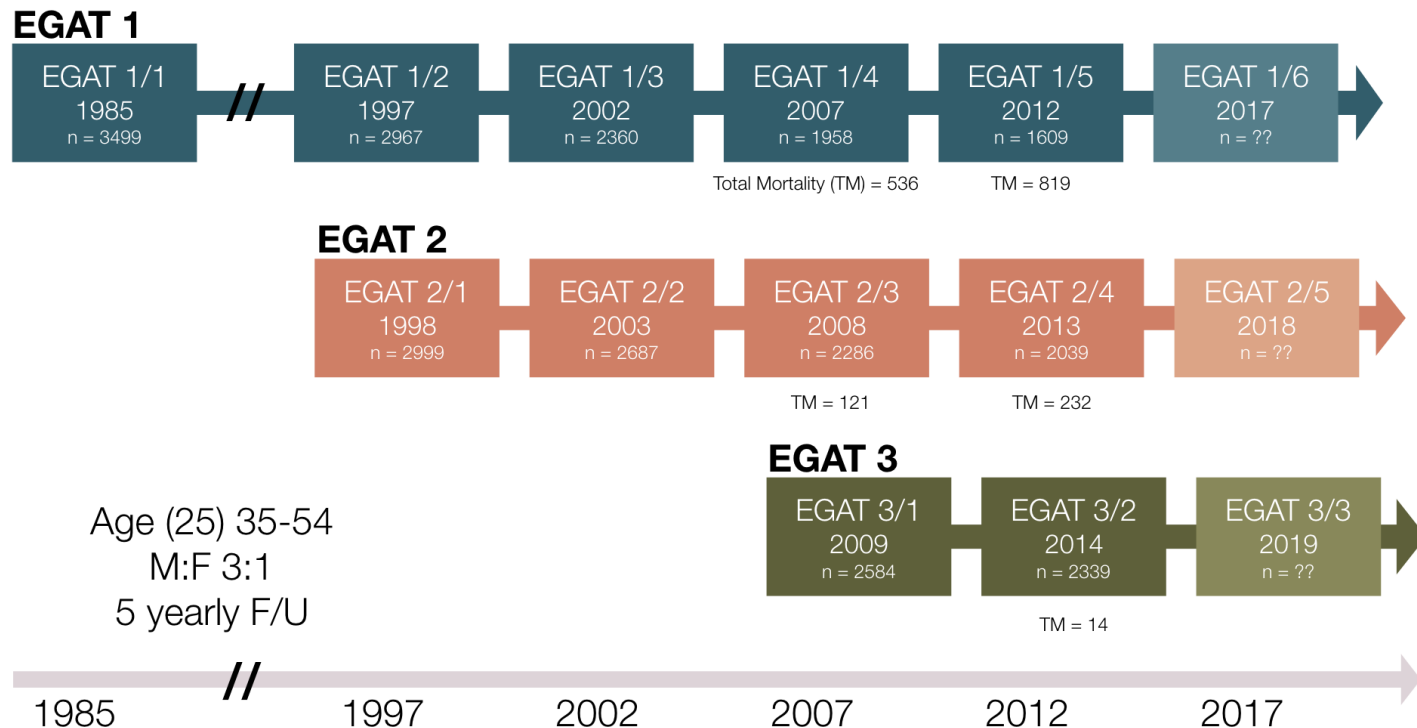 EGAT 1
EGAT 1/1
1985
n = 3499
EGAT 1/2
1997
n = 2967
EGAT 1/3
2002
n = 2360
EGAT 1/4
2007
n = 1958
EGAT 1/5
2012
n = 1609
EGAT 1/6
2017
n = ??
Total Mortality (TM) = 536
TM = 819
EGAT 2
EGAT 2/1
1998
n = 2999
EGAT 2/2
2003
n = 2687
EGAT 2/3
2008
n = 2286
EGAT 2/4
2013
n = 2039
EGAT 2/5
2018
n = ??
TM = 121
TM = 232
EGAT 3
EGAT 3/1
2009
n = 2584
EGAT 3/2
2014
n = 2339
EGAT 3/3
2019
n = ??
TM = 14
Age (25) 35-54
M:F 3:1
5 yearly F/U
//
//
1985
1997
2002
2007
2012
2017